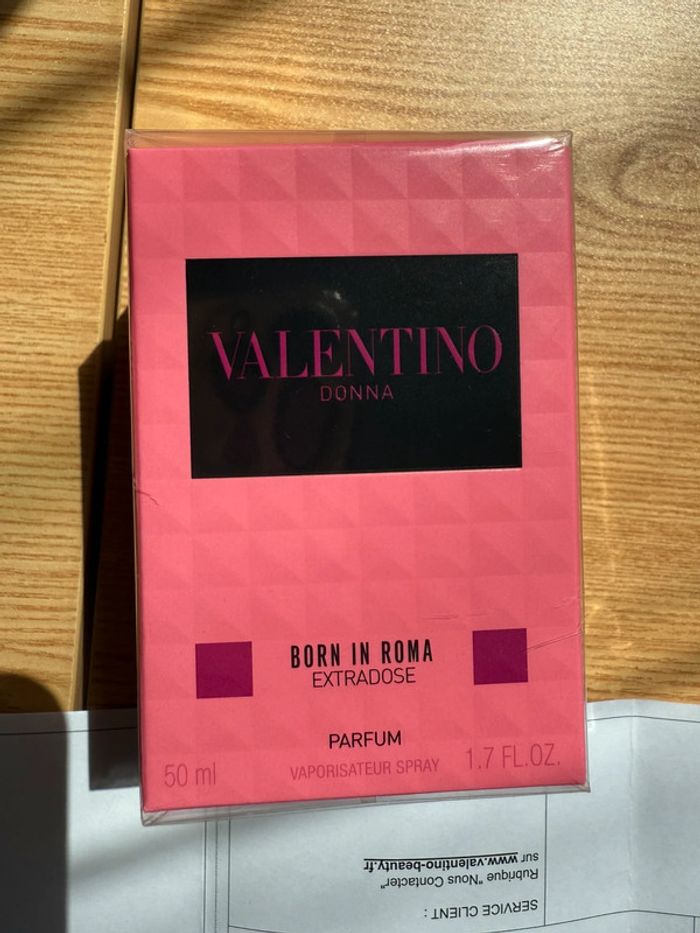 VALENTINO
DONNA
BORN IN ROMA
EXTRADOSE
PARFUM
50 ml VAPORISATEUR SPRAY 1.7 FL.OZ.
SERVICE CLIENT :
Rubrique "Nous Contacter"
sur www.valentino-beauty.fr